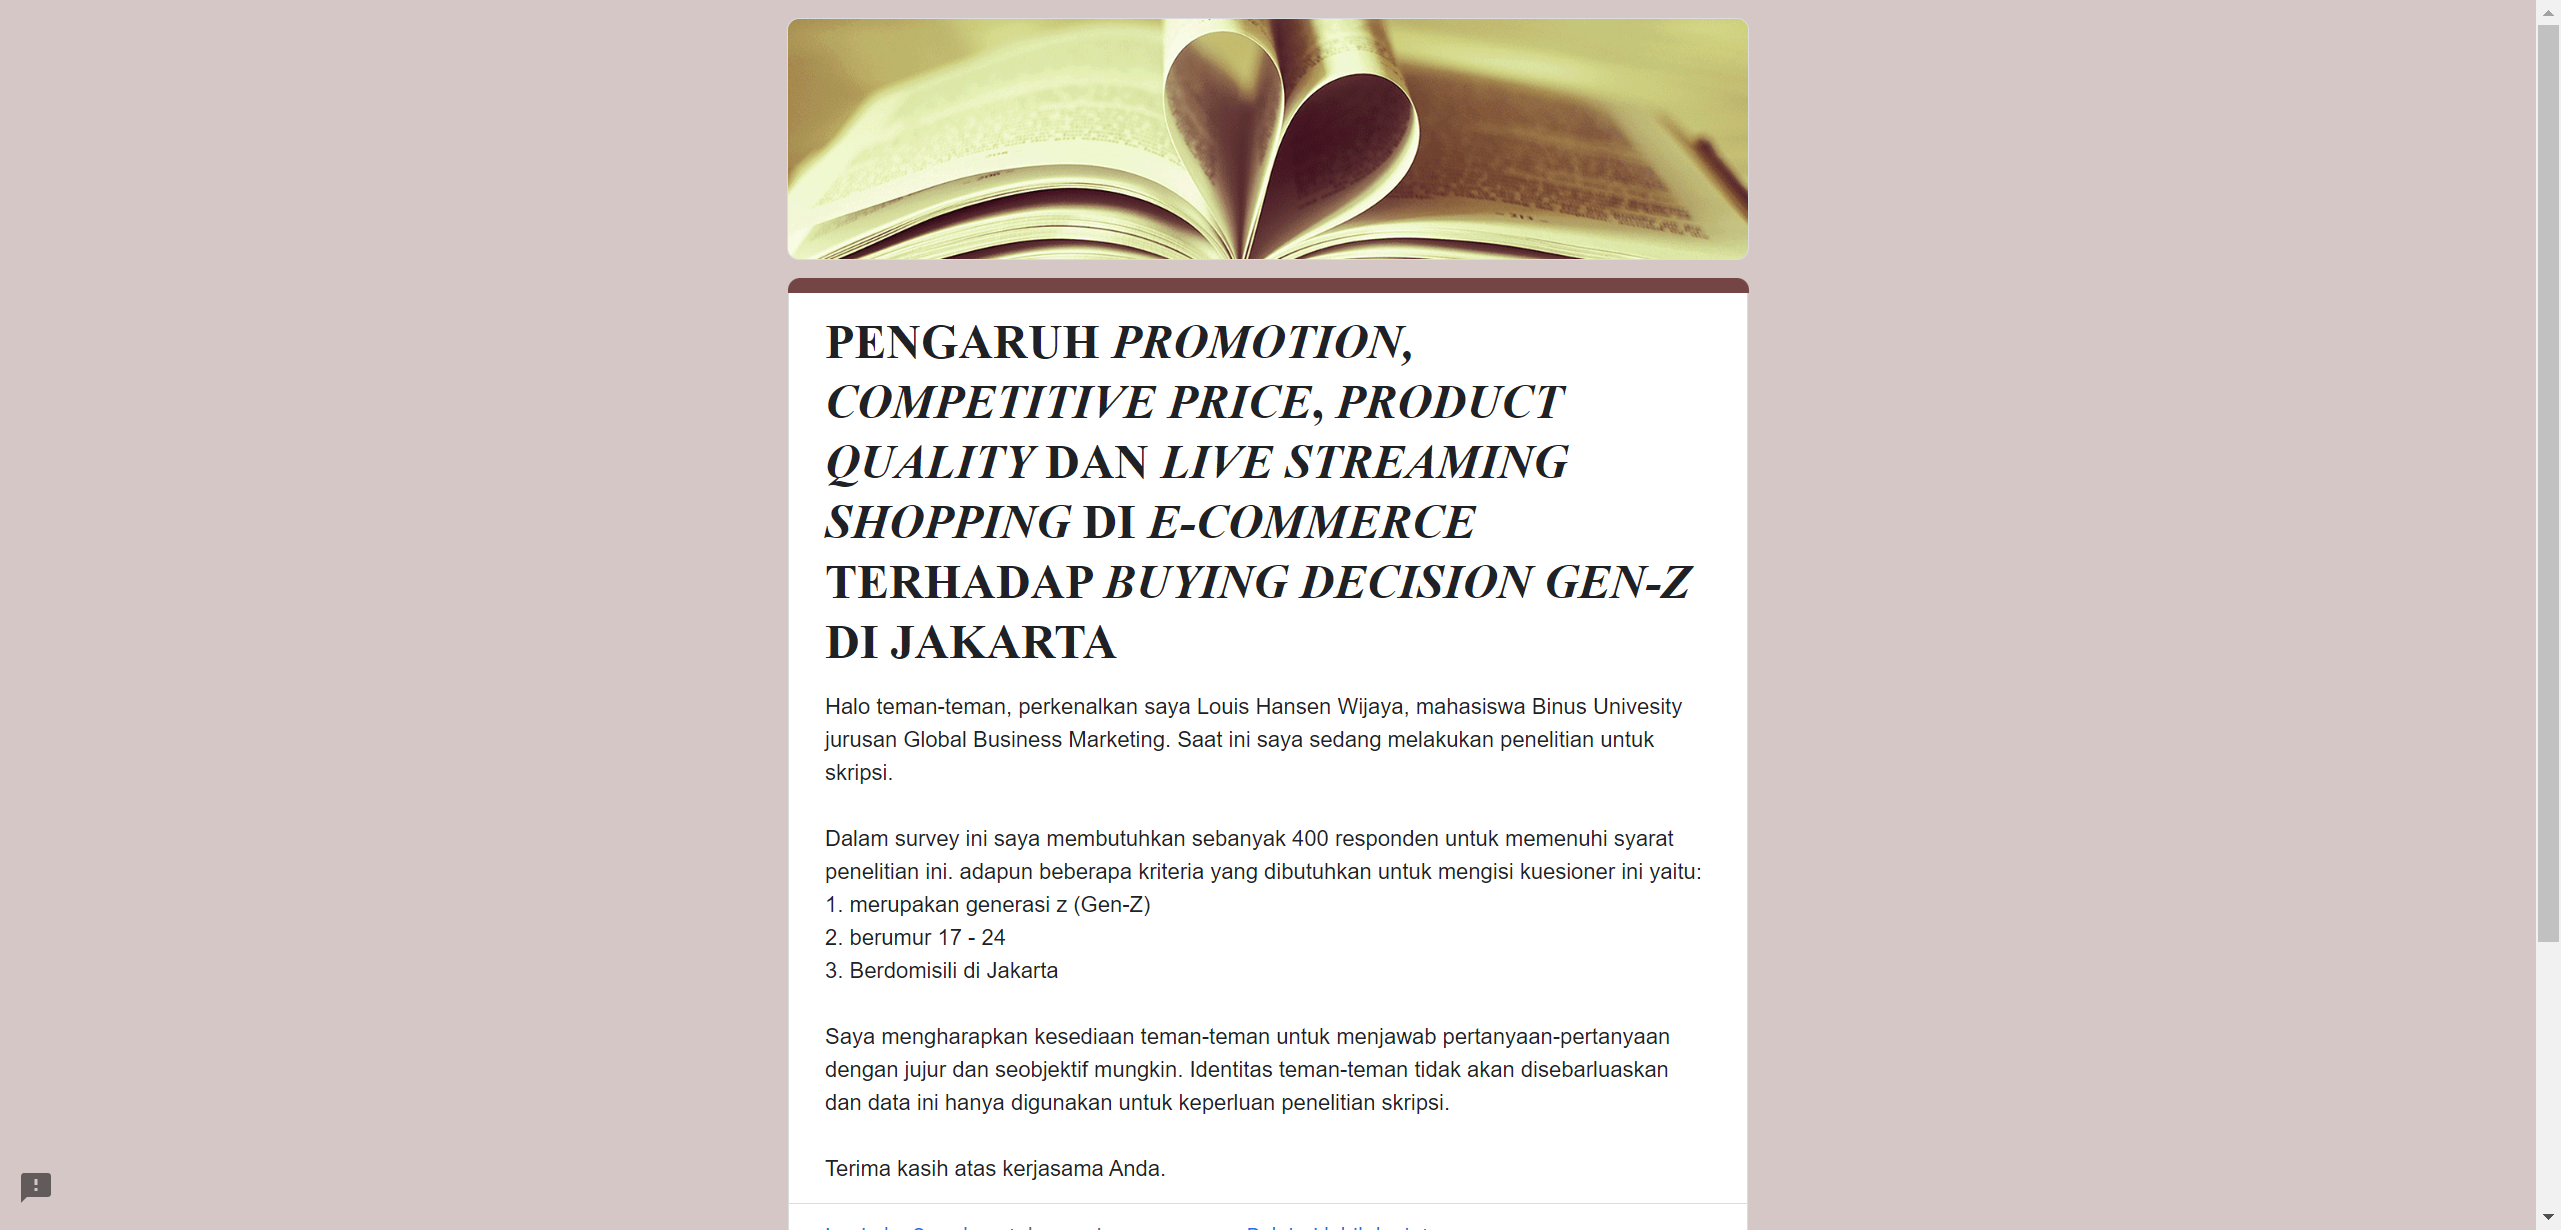 PENGARUH PROMOTION,
COMPETITIVE PRICE, PRODUCT
QUALITY DAN LIVE STREAMING
SHOPPING DI E-COMMERCE
TERHADAP BUYING DECISION GEN-Z
DI JAKARTA
Halo teman-teman, perkenalkan saya Louis Hansen Wijaya, mahasiswa Binus Univesity
jurusan Global Business Marketing. Saat ini saya sedang melakukan penelitian untuk
skripsi.
Dalam survey ini saya membutuhkan sebanyak 400 responden untuk memenuhi syarat
penelitian ini. adapun beberapa kriteria yang dibutuhkan untuk mengisi kuesioner ini yaitu:
1. merupakan generasi z (Gen-Z)
2. berumur 17 - 24
3. Berdomisili di Jakarta
Saya mengharapkan kesediaan teman-teman untuk menjawab pertanyaan-pertanyaan
dengan jujur dan seobjektif mungkin. Identitas teman-teman tidak akan disebarluaskan
dan data ini hanya digunakan untuk keperluan penelitian skripsi.
Terima kasih atas kerjasama Anda.